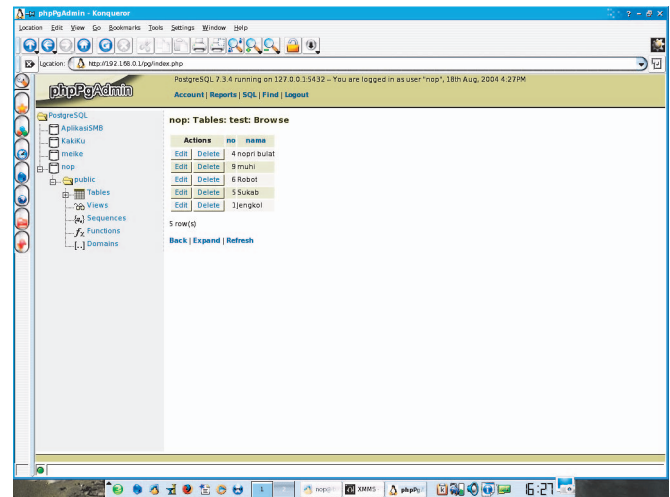 phpPgAdmin - Konqueror
Location Edit View Go Bookmarks Tools Settings Window Help
Location: http://192.168.0.1/pg/index.php
phpPgAdmin
PostgreSQL 7.3.4 running on 127.0.0.1:5432 -- You are logged in as user "nop", 18th Aug, 2004 4:27PM
Account | Reports | SQL | Find | Logout
PostgreSQL
AplikasiSMB
KakiKu
meike
nop
public
Tables
Views
Sequences
Functions
Domains
nop: Tables: test: Browse
Actions no nama
Edit Delete 4 nopri bulat
Edit Delete 9 muhi
Edit Delete 6 Robot
Edit Delete 5 Sukab
Edit Delete 1 Jengkol
5 row(s)
Back | Expand | Refresh
1 nop XMMS phpPg 16:27